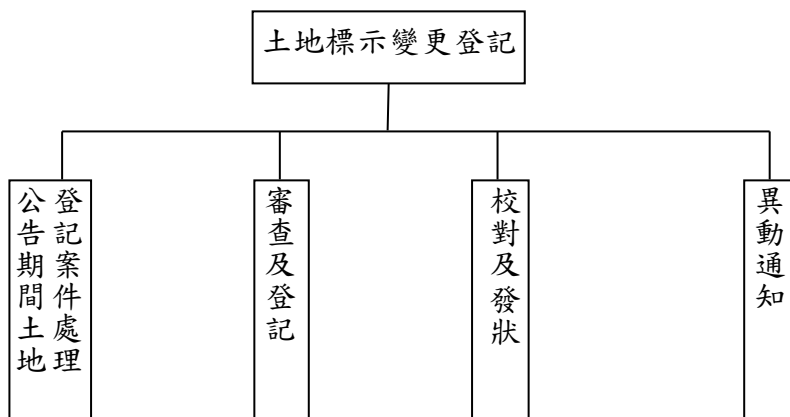 土地標示變更登記
公告期間土地
登記案件處理
審查及登記
校對及發狀
異動通知